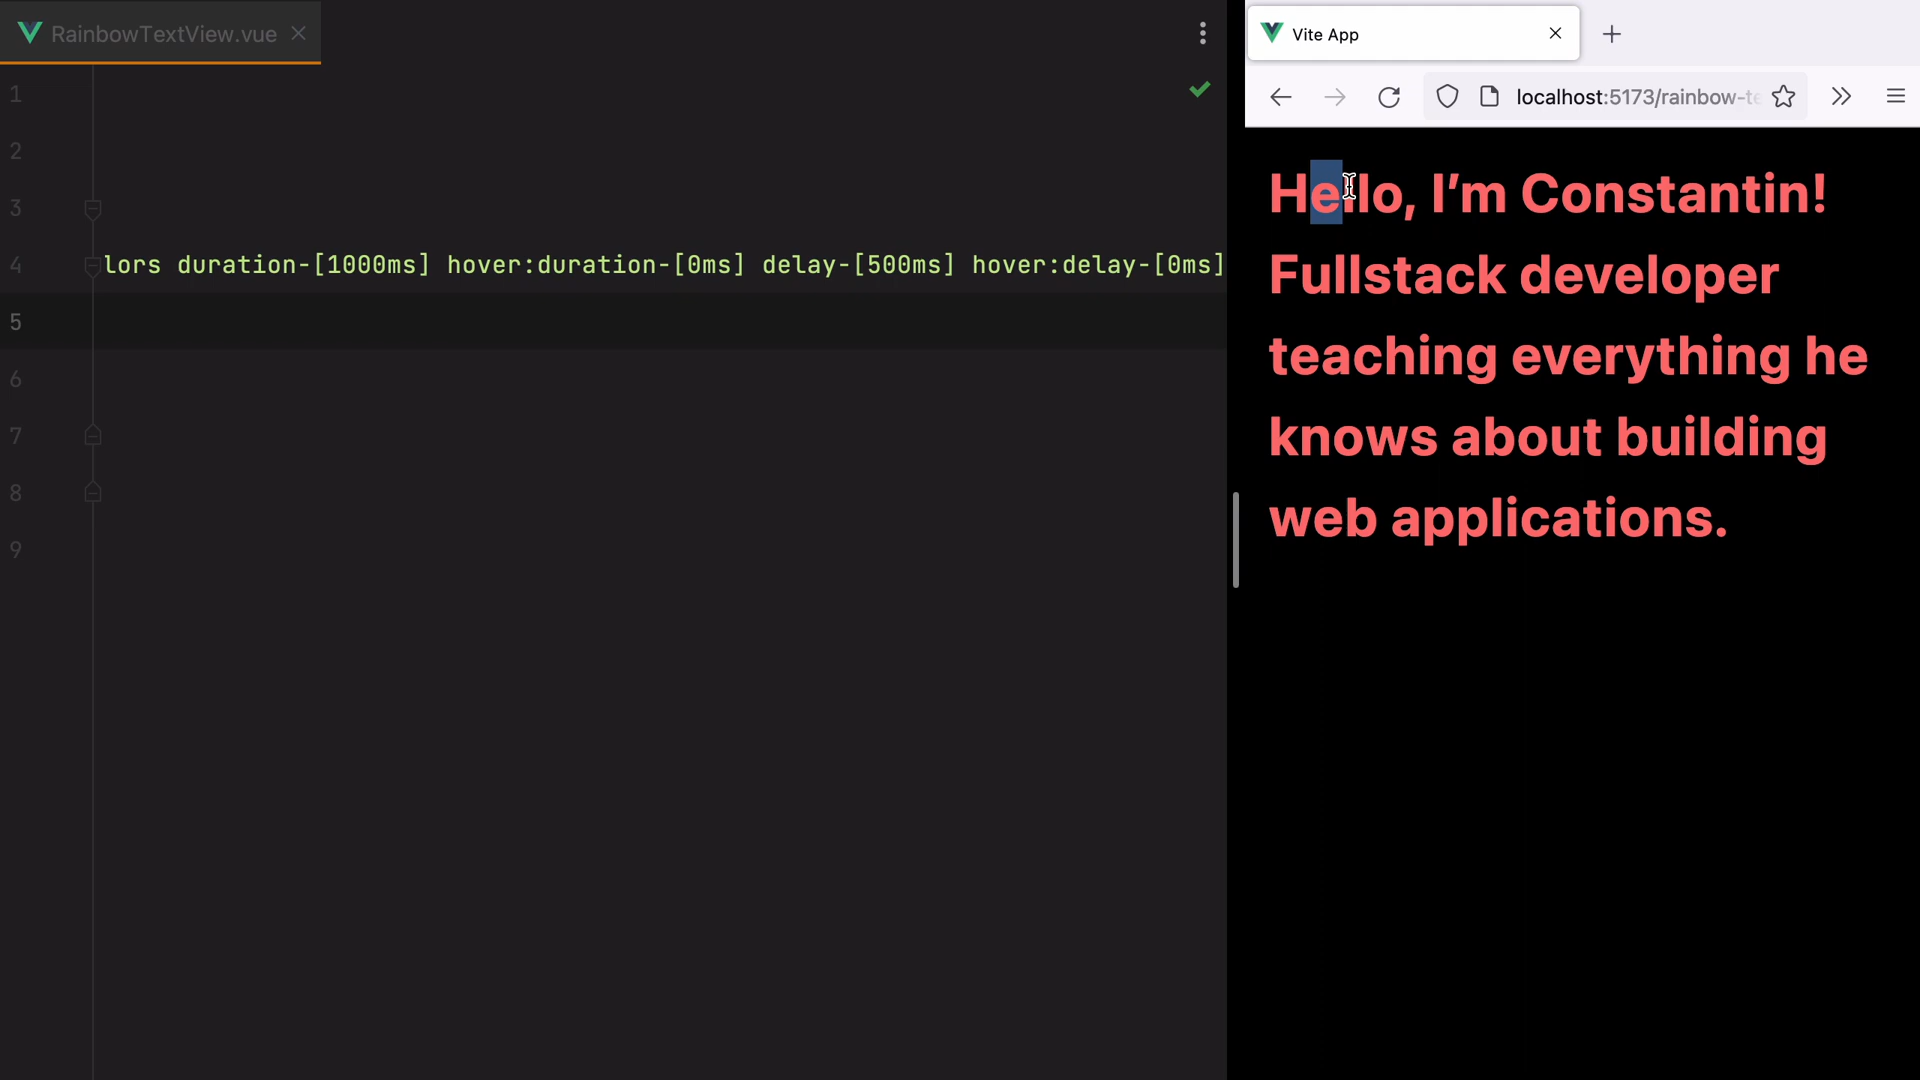 RainbowTextView.vue
1
2
3
4 lors duration-[1000ms] hover:duration-[0ms] delay-[500ms] hover:delay-[0ms]
5
6
7
8
9
Vite App
localhost:5173/rainbow-te
Hello, I’m Constantin!
Fullstack developer
teaching everything he
knows about building
web applications.